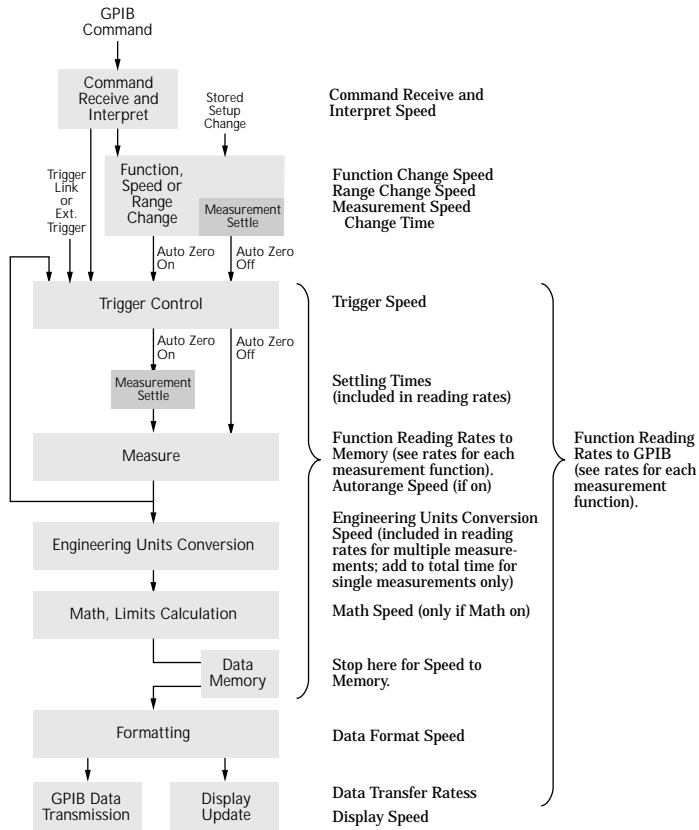 GPIB
Command
Command
Receive and
Interpret
Stored
Setup
Change
Command Receive and
Interpret Speed
Trigger
Link
or
Ext.
Trigger
Function,
Speed or
Range
Change
Measurement
Settle
Function Change Speed
Range Change Speed
Measurement Speed
Change Time
Auto Zero
On
Auto Zero
Off
Trigger Control
Trigger Speed
Auto Zero
On
Auto Zero
Off
Measurement
Settle
Settling Times
(included in reading rates)
Measure
Function Reading Rates to
Memory (see rates for each
measurement function).
Autorange Speed (if on)
Function Reading
Rates to GPIB
(see rates for each
measurement
function).
Engineering Units Conversion
Engineering Units Conversion
Speed (included in reading
rates for multiple measure-
ments; add to total time for
single measurements only)
Math, Limits Calculation
Math Speed (only if Math on)
Data
Memory
Stop here for Speed to
Memory.
Formatting
Data Format Speed
GPIB Data
Transmission
Display
Update
Data Transfer Ratess
Display Speed